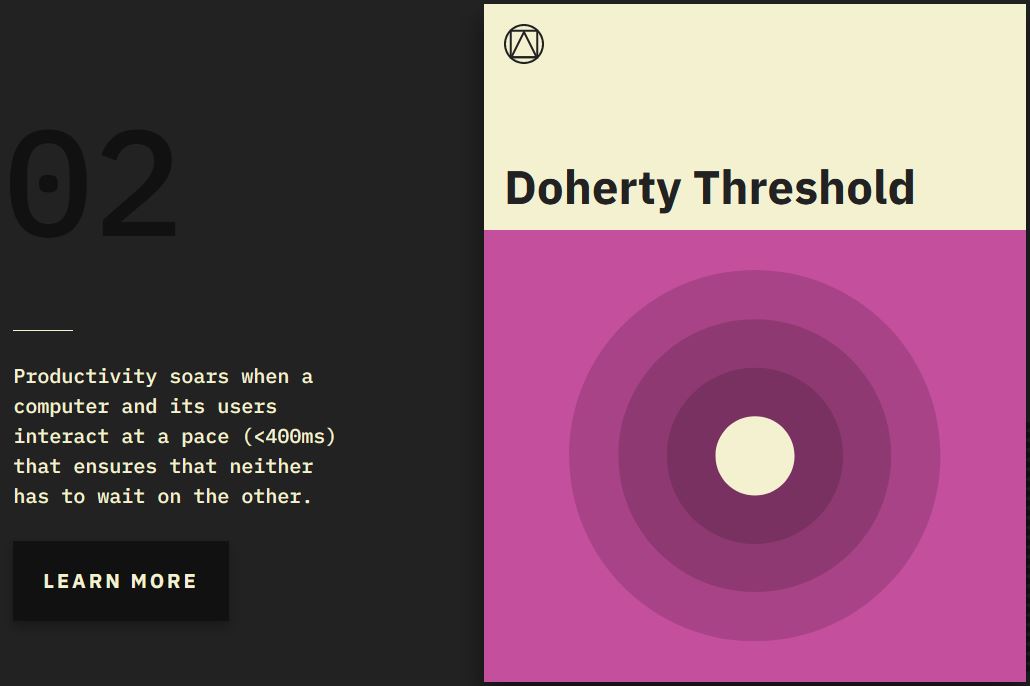 02
Productivity soars when a
computer and its users
interact at a pace (<400ms)
that ensures that neither
has to wait on the other.
LEARN MORE
Doherty Threshold